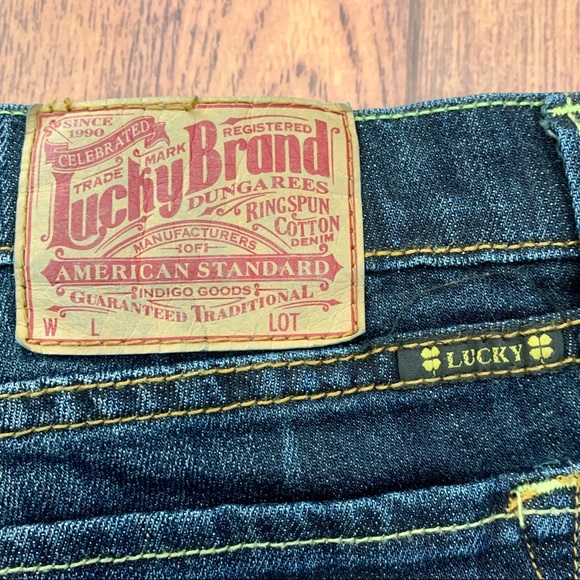 SINCE 1990
CELEBRATED
TRADE MARK
REGISTERED
Lucky Brand
DUNGAREES
RINGSPUN
COTTON
DENIM
MANUFACTURERS
OF
AMERICAN STANDARD
INDIGO GOODS
GUARANTEED TRADITIONAL
W L LOT
LUCKY